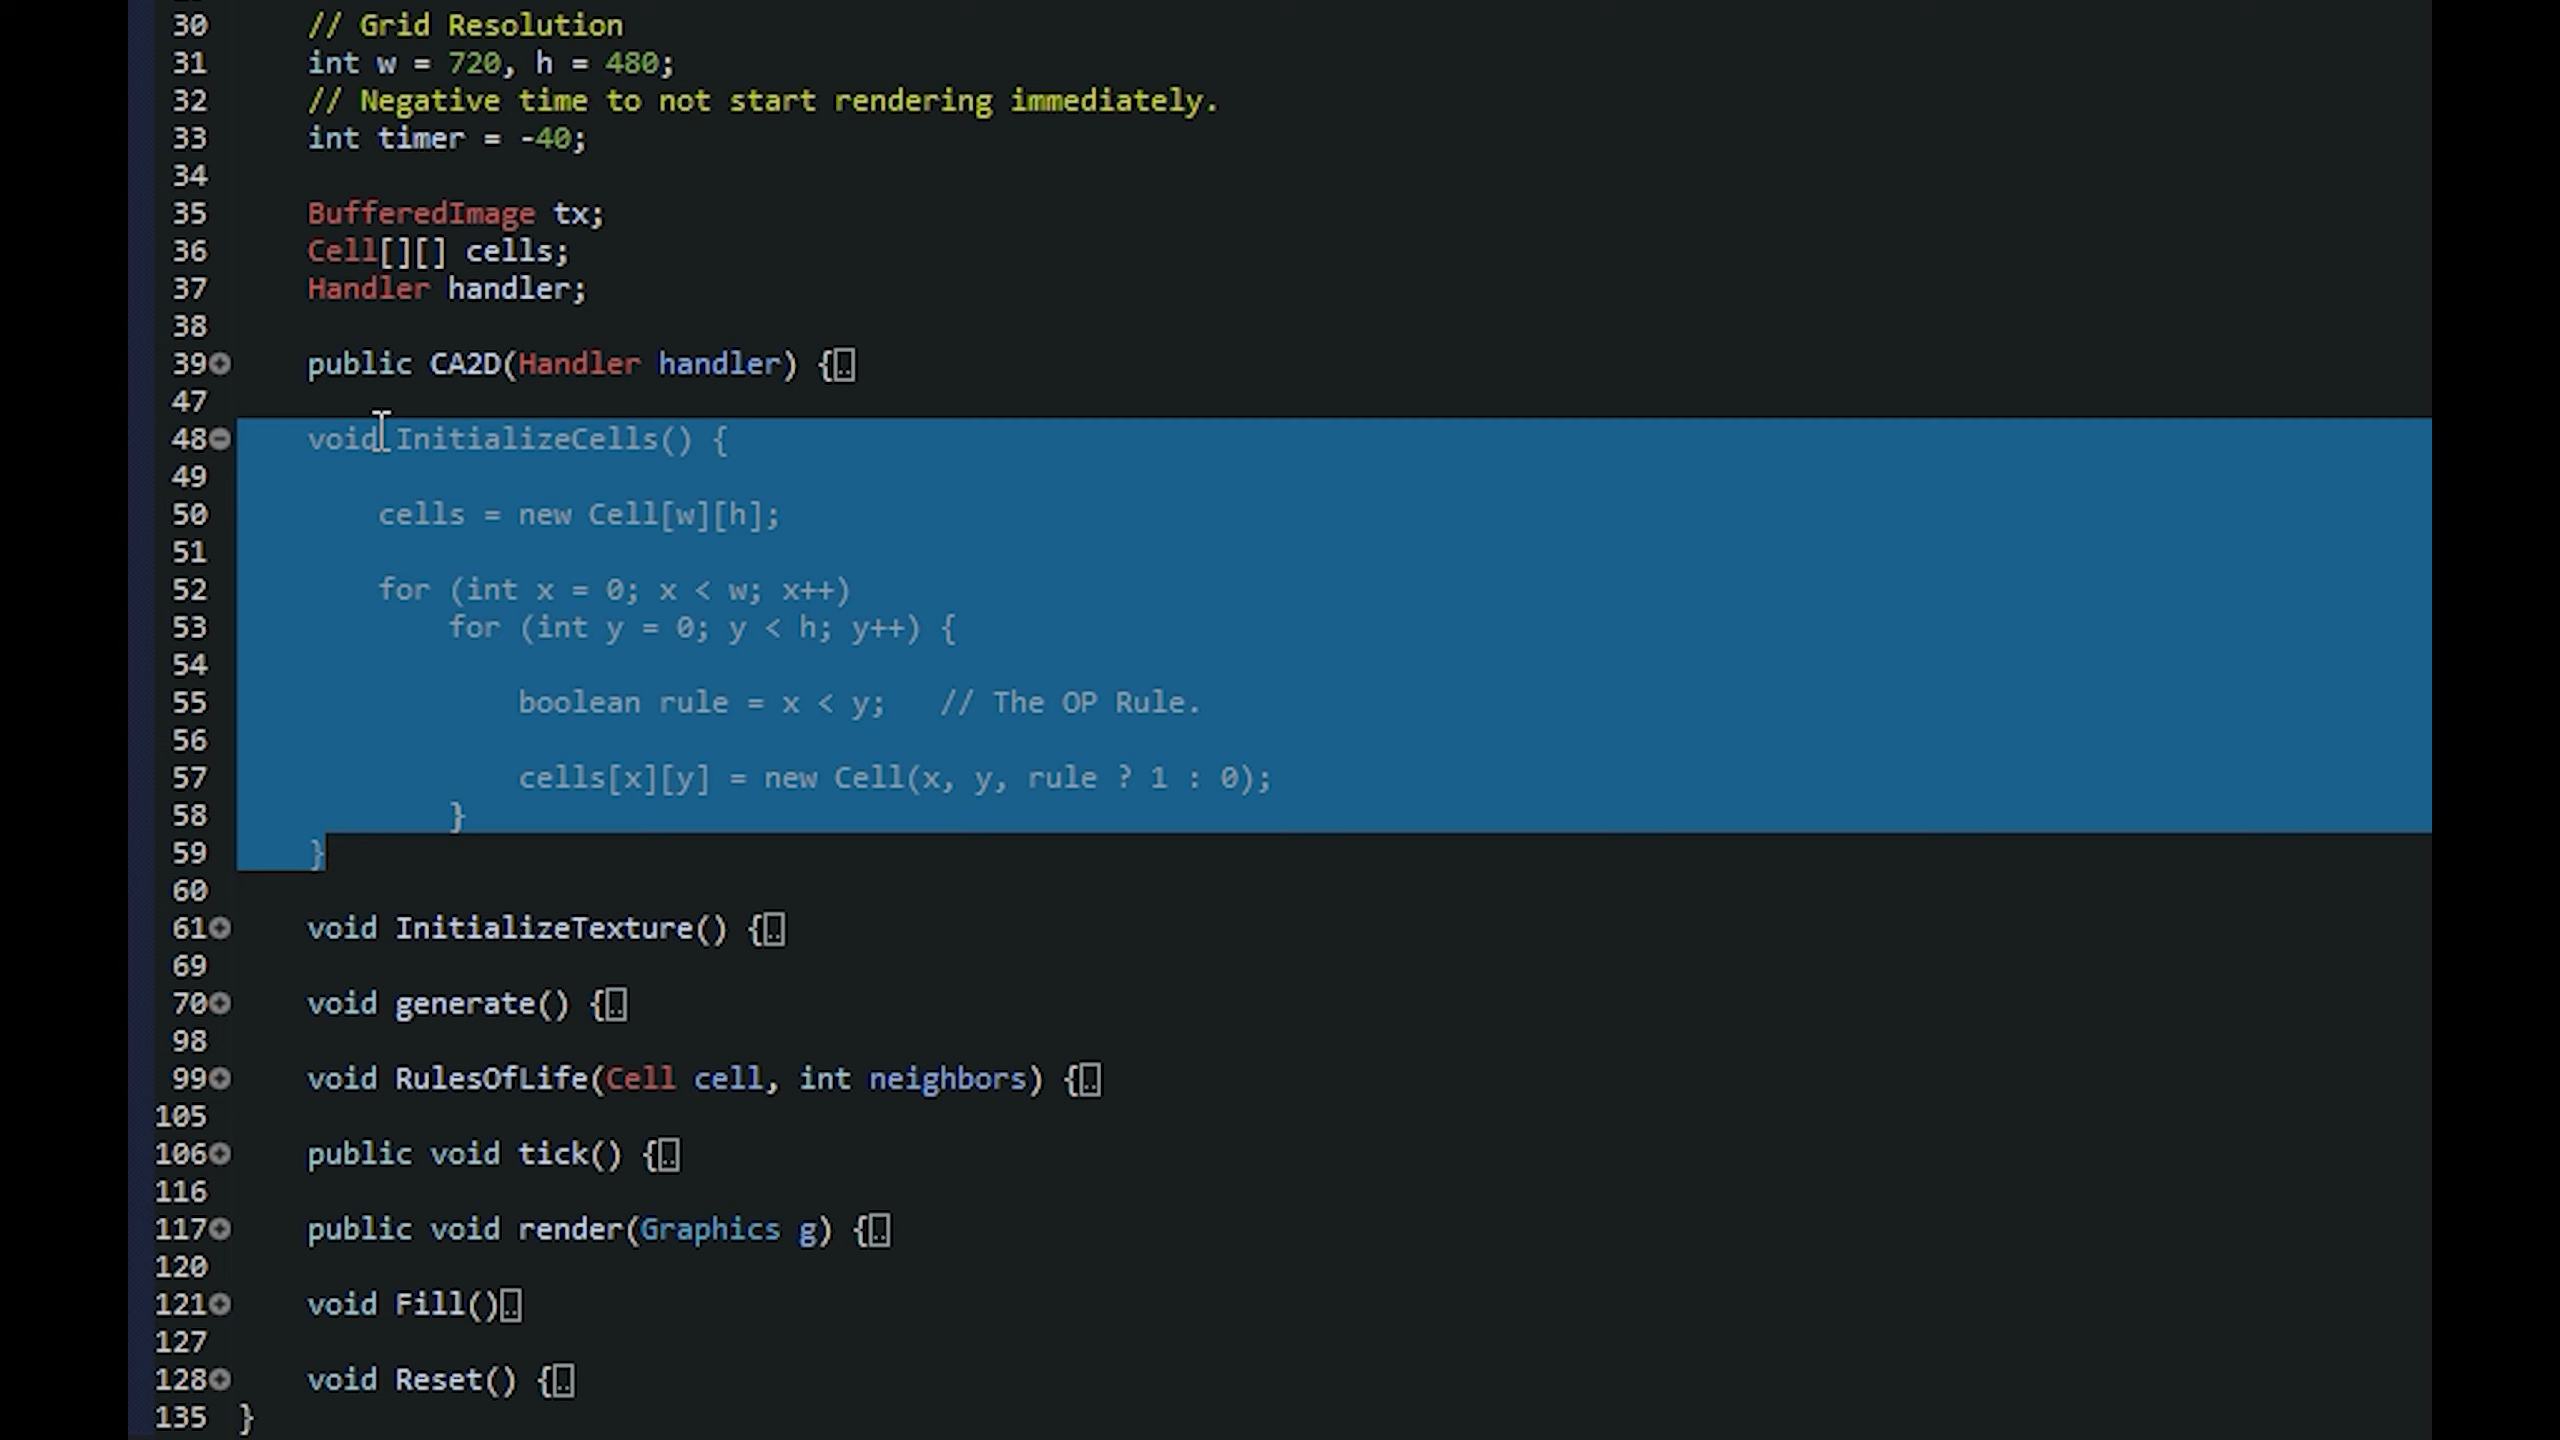 30 // Grid Resolution
31 int w = 720, h = 480;
32 // Negative time to not start rendering immediately.
33 int timer = -40;
34
35 BufferedImage tx;
36 Cell[][] cells;
37 Handler handler;
38
39 public CA2D(Handler handler) {..
47
48 void InitializeCells() {
49
50 cells = new Cell[w][h];
51
52 for (int x = 0; x < w; x++)
53 for (int y = 0; y < h; y++) {
54
55 boolean rule = x < y; // The OP Rule.
56
57 cells[x][y] = new Cell(x, y, rule ? 1 : 0);
58 }
59 }
60
61 void InitializeTexture() {..
69
70 void generate() {..
98
99 void RulesOfLife(Cell cell, int neighbors) {..
105
106 public void tick() {..
116
117 public void render(Graphics g) {..
120
121 void Fill()..
127
128 void Reset() {..
135 }